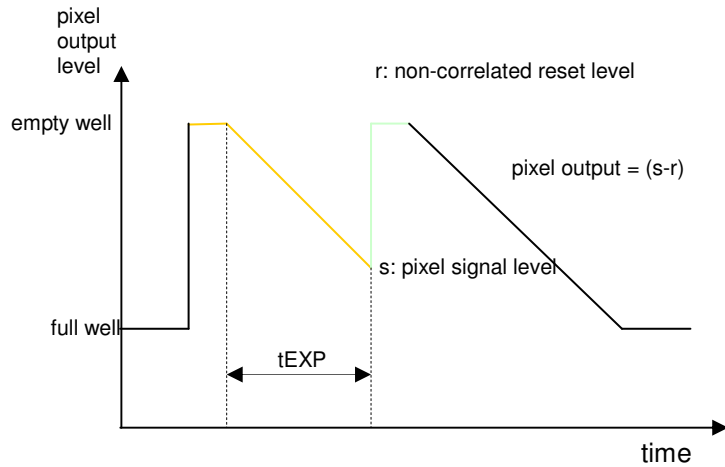 pixel
output
level
r: non-correlated reset level
empty well
pixel output = (s-r)
s: pixel signal level
full well
tEXP
time